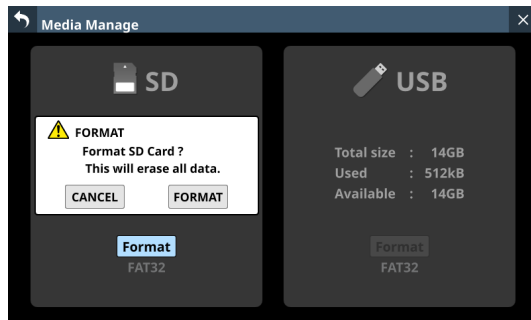 Media Manage
SD
FORMAT
Format SD Card ?
This will erase all data.
CANCEL FORMAT
Format
FAT32
USB
Total size : 14GB
Used : 512kB
Available : 14GB
Format
FAT32